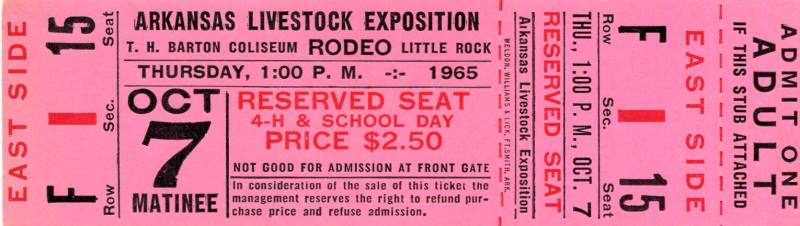 EAST SIDE
15 Seat
Sec.
F Row
ARKANSAS LIVESTOCK EXPOSITION
T. H. BARTON COLISEUM RODEO LITTLE ROCK
THURSDAY, 1:00 P. M. -:- 1965
OCT
7
MATINEE
RESERVED SEAT
4-H & SCHOOL DAY
PRICE $2.50
NOT GOOD FOR ADMISSION AT FRONT GATE
In consideration of the sale of this ticket the
management reserves the right to refund pur-
chase price and refuse admission.
WELDON, WILLIAMS & LICK, FT. SMITH, ARK.
Arkansas Livestock Exposition
RESERVED SEAT
THU., 1:00 P. M., OCT. 7
Row Sec. Seat
F 1 15
EAST SIDE
IF THIS STUB ATTACHED
ADULT
ADMIT ONE